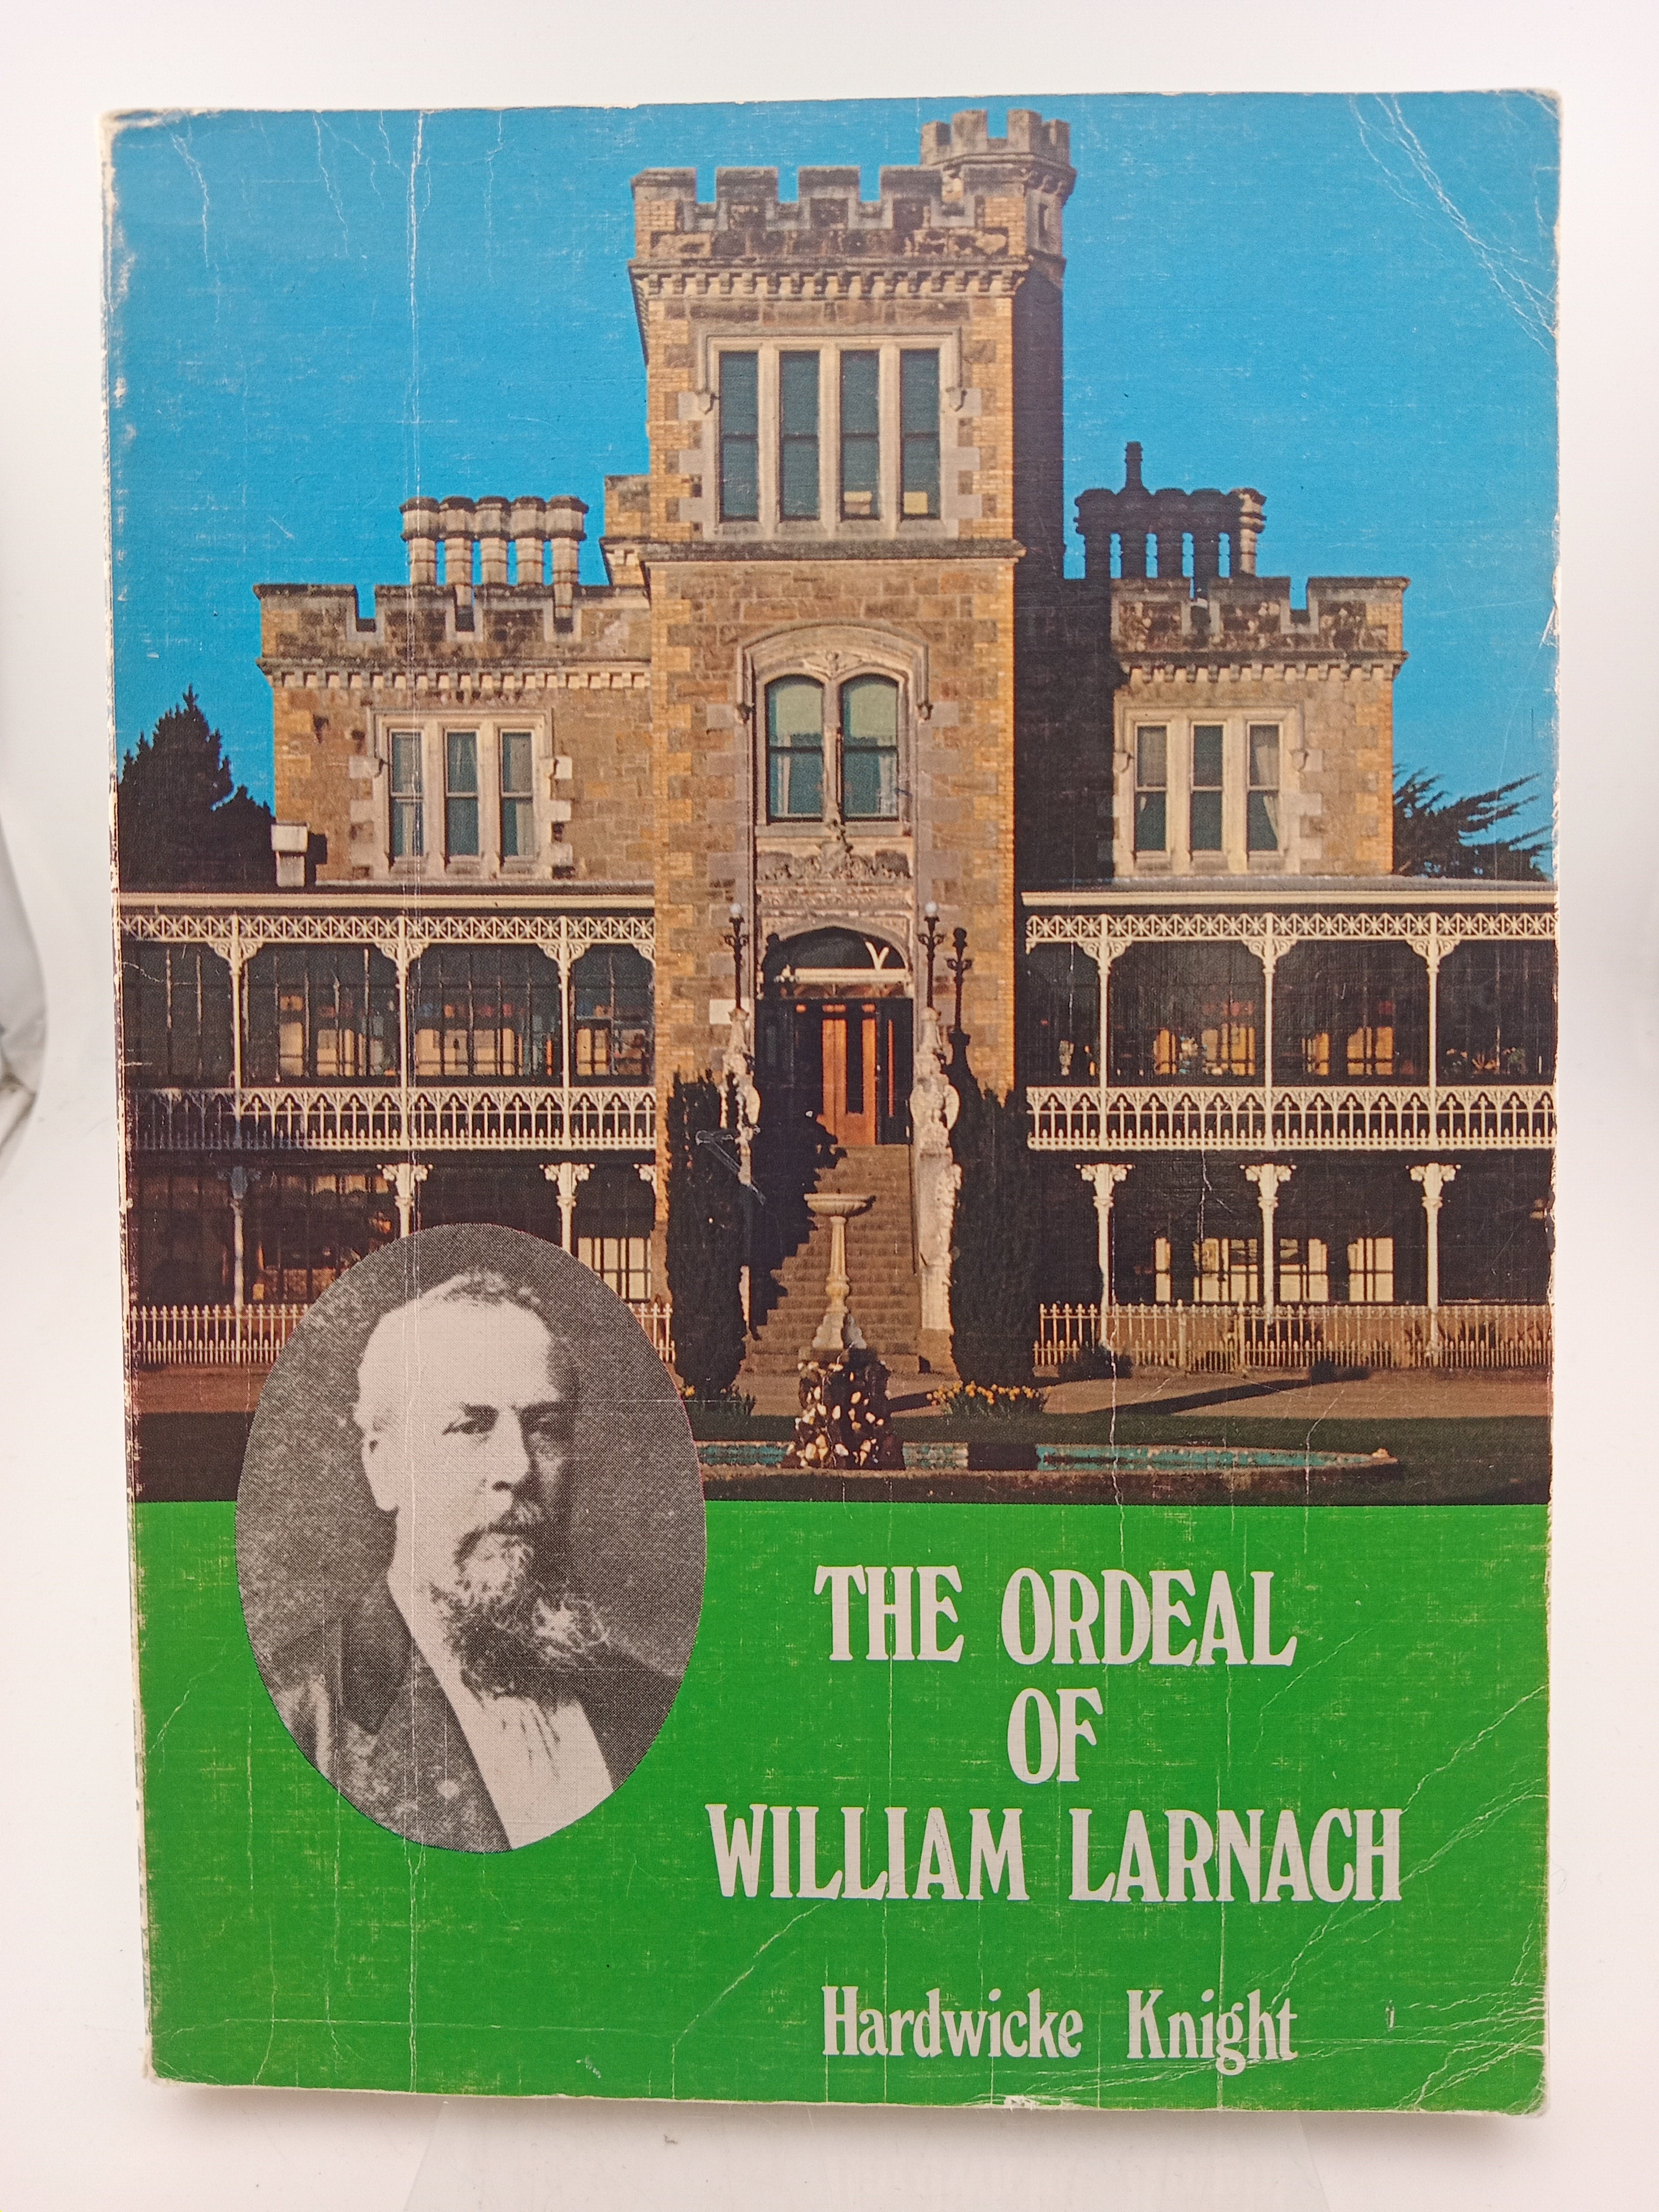 THE ORDEAL
OF
WILLIAM LARNACH
Hardwicke Knight